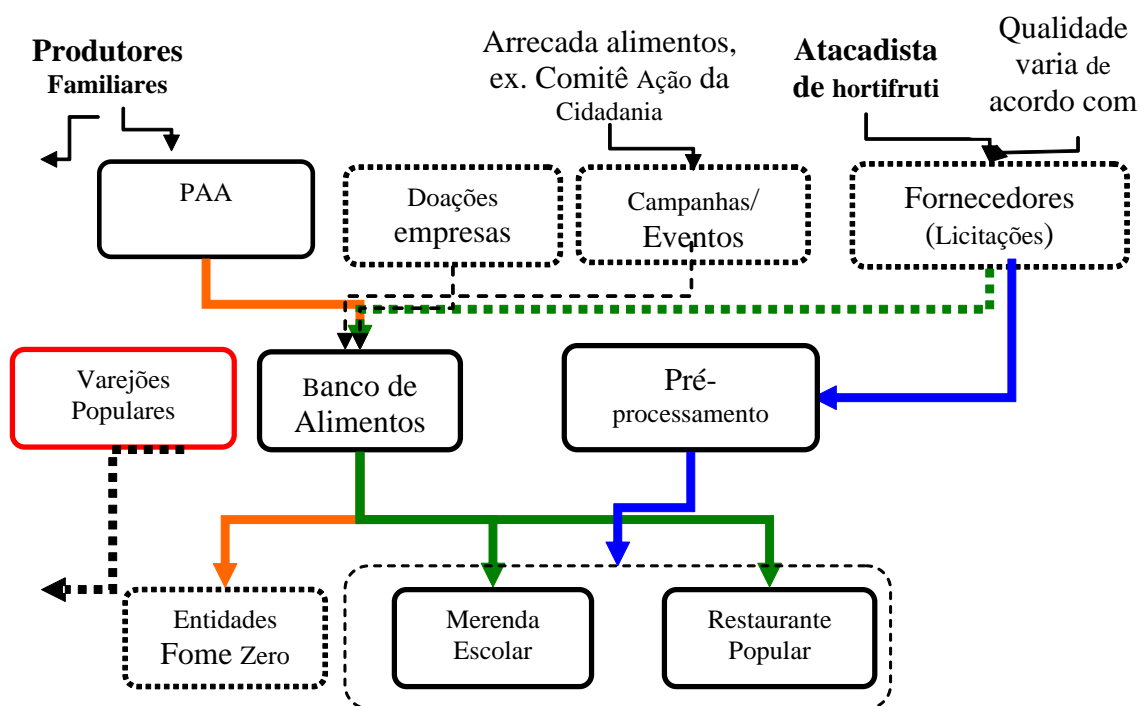 Produtores
Familiares
Arrecada alimentos,
ex. Comitê Ação da
Cidadania
Atacadista
de hortifruti
Qualidade
varia de
acordo com
PAA
Doações
empresas
Campanhas/
Eventos
Fornecedores
(Licitações)
Varejões
Populares
Banco de
Alimentos
Pré-
processamento
Entidades
Fome Zero
Merenda
Escolar
Restaurante
Popular